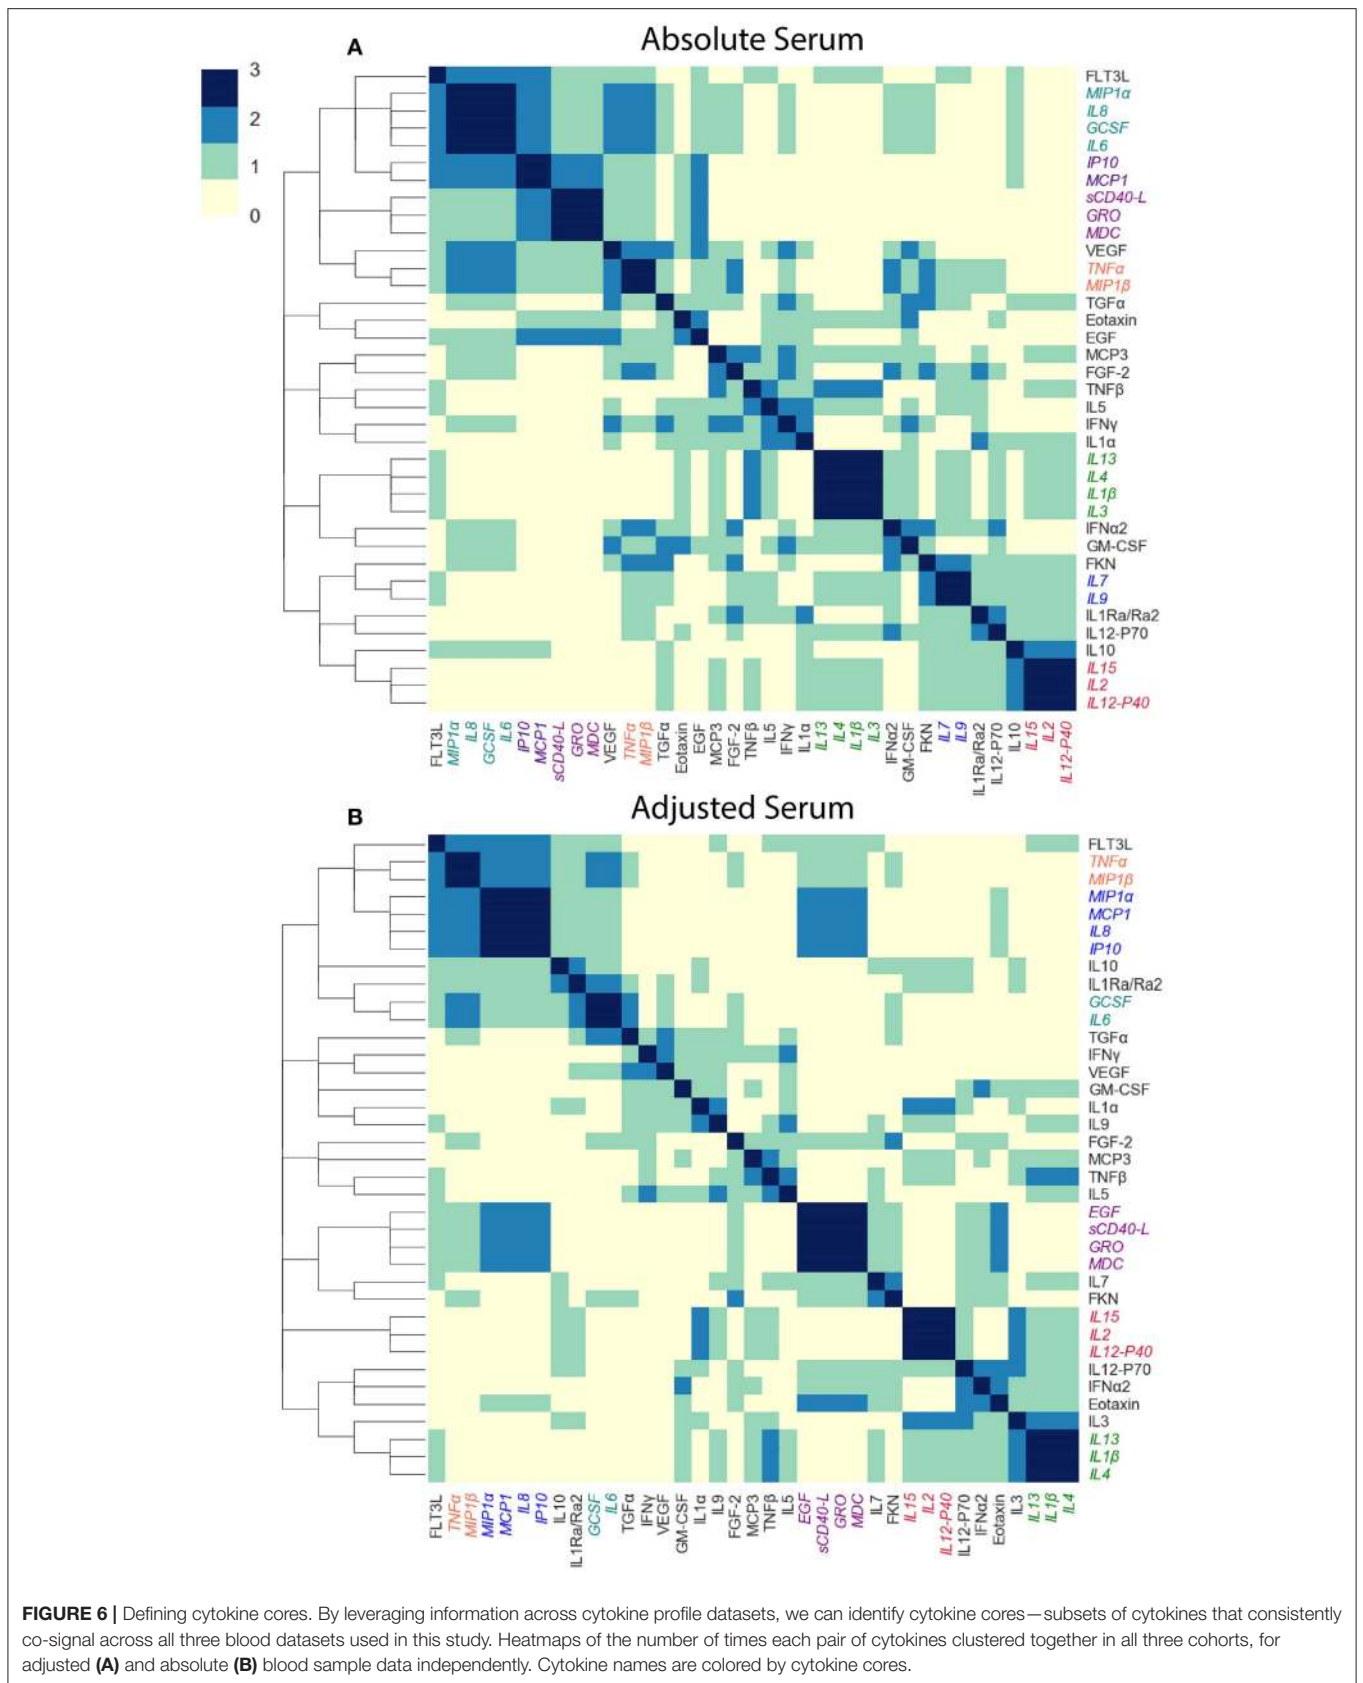 A
Absolute Serum
3
2
1
0
FLT3L
MIP1α
IL8
GCSF
IL6
IP10
MCP1
sCD40-L
GRO
MDC
VEGF
TNFα
MIP1β
TGFα
Eotaxin
EGF
MCP3
FGF-2
TNFβ
IL5
IFNγ
IL1α
IL13
IL4
IL1β
IL3
IFNα2
GM-CSF
FKN
IL7
IL9
IL1Ra/Ra2
IL12-P70
IL10
IL15
IL2
IL12-P40
FLT3L
MIP1α
IL8
GCSF
IL6
IP10
MCP1
sCD40-L
GRO
MDC
VEGF
TNFα
MIP1β
TGFα
Eotaxin
EGF
MCP3
FGF-2
TNFβ
IL5
IFNγ
IL1α
IL13
IL4
IL1β
IL3
IFNα2
GM-CSF
FKN
IL7
IL9
IL1Ra/Ra2
IL12-P70
IL10
IL15
IL2
IL12-P40
B
Adjusted Serum
FLT3L
TNFα
MIP1β
MIP1α
MCP1
IL8
IP10
IL10
IL1Ra/Ra2
GCSF
IL6
TGFα
IFNγ
VEGF
GM-CSF
IL1α
IL9
FGF-2
MCP3
TNFβ
IL5
EGF
sCD40-L
GRO
MDC
IL7
FKN
IL15
IL2
IL12-P40
IL12-P70
IFNα2
Eotaxin
IL3
IL13
IL1β
IL4
FLT3L
TNFα
MIP1β
MIP1α
MCP1
IL8
IP10
IL10
IL1Ra/Ra2
GCSF
IL6
TGFα
IFNγ
VEGF
GM-CSF
IL1α
IL9
FGF-2
MCP3
TNFβ
IL5
EGF
sCD40-L
GRO
MDC
IL7
FKN
IL15
IL2
IL12-P40
IL12-P70
IFNα2
Eotaxin
IL3
IL13
IL1β
IL4
FIGURE 6 | Defining cytokine cores. By leveraging information across cytokine profile datasets, we can identify cytokine cores—subsets of cytokines that consistently
co-signal across all three blood datasets used in this study. Heatmaps of the number of times each pair of cytokines clustered together in all three cohorts, for
adjusted (A) and absolute (B) blood sample data independently. Cytokine names are colored by cytokine cores.